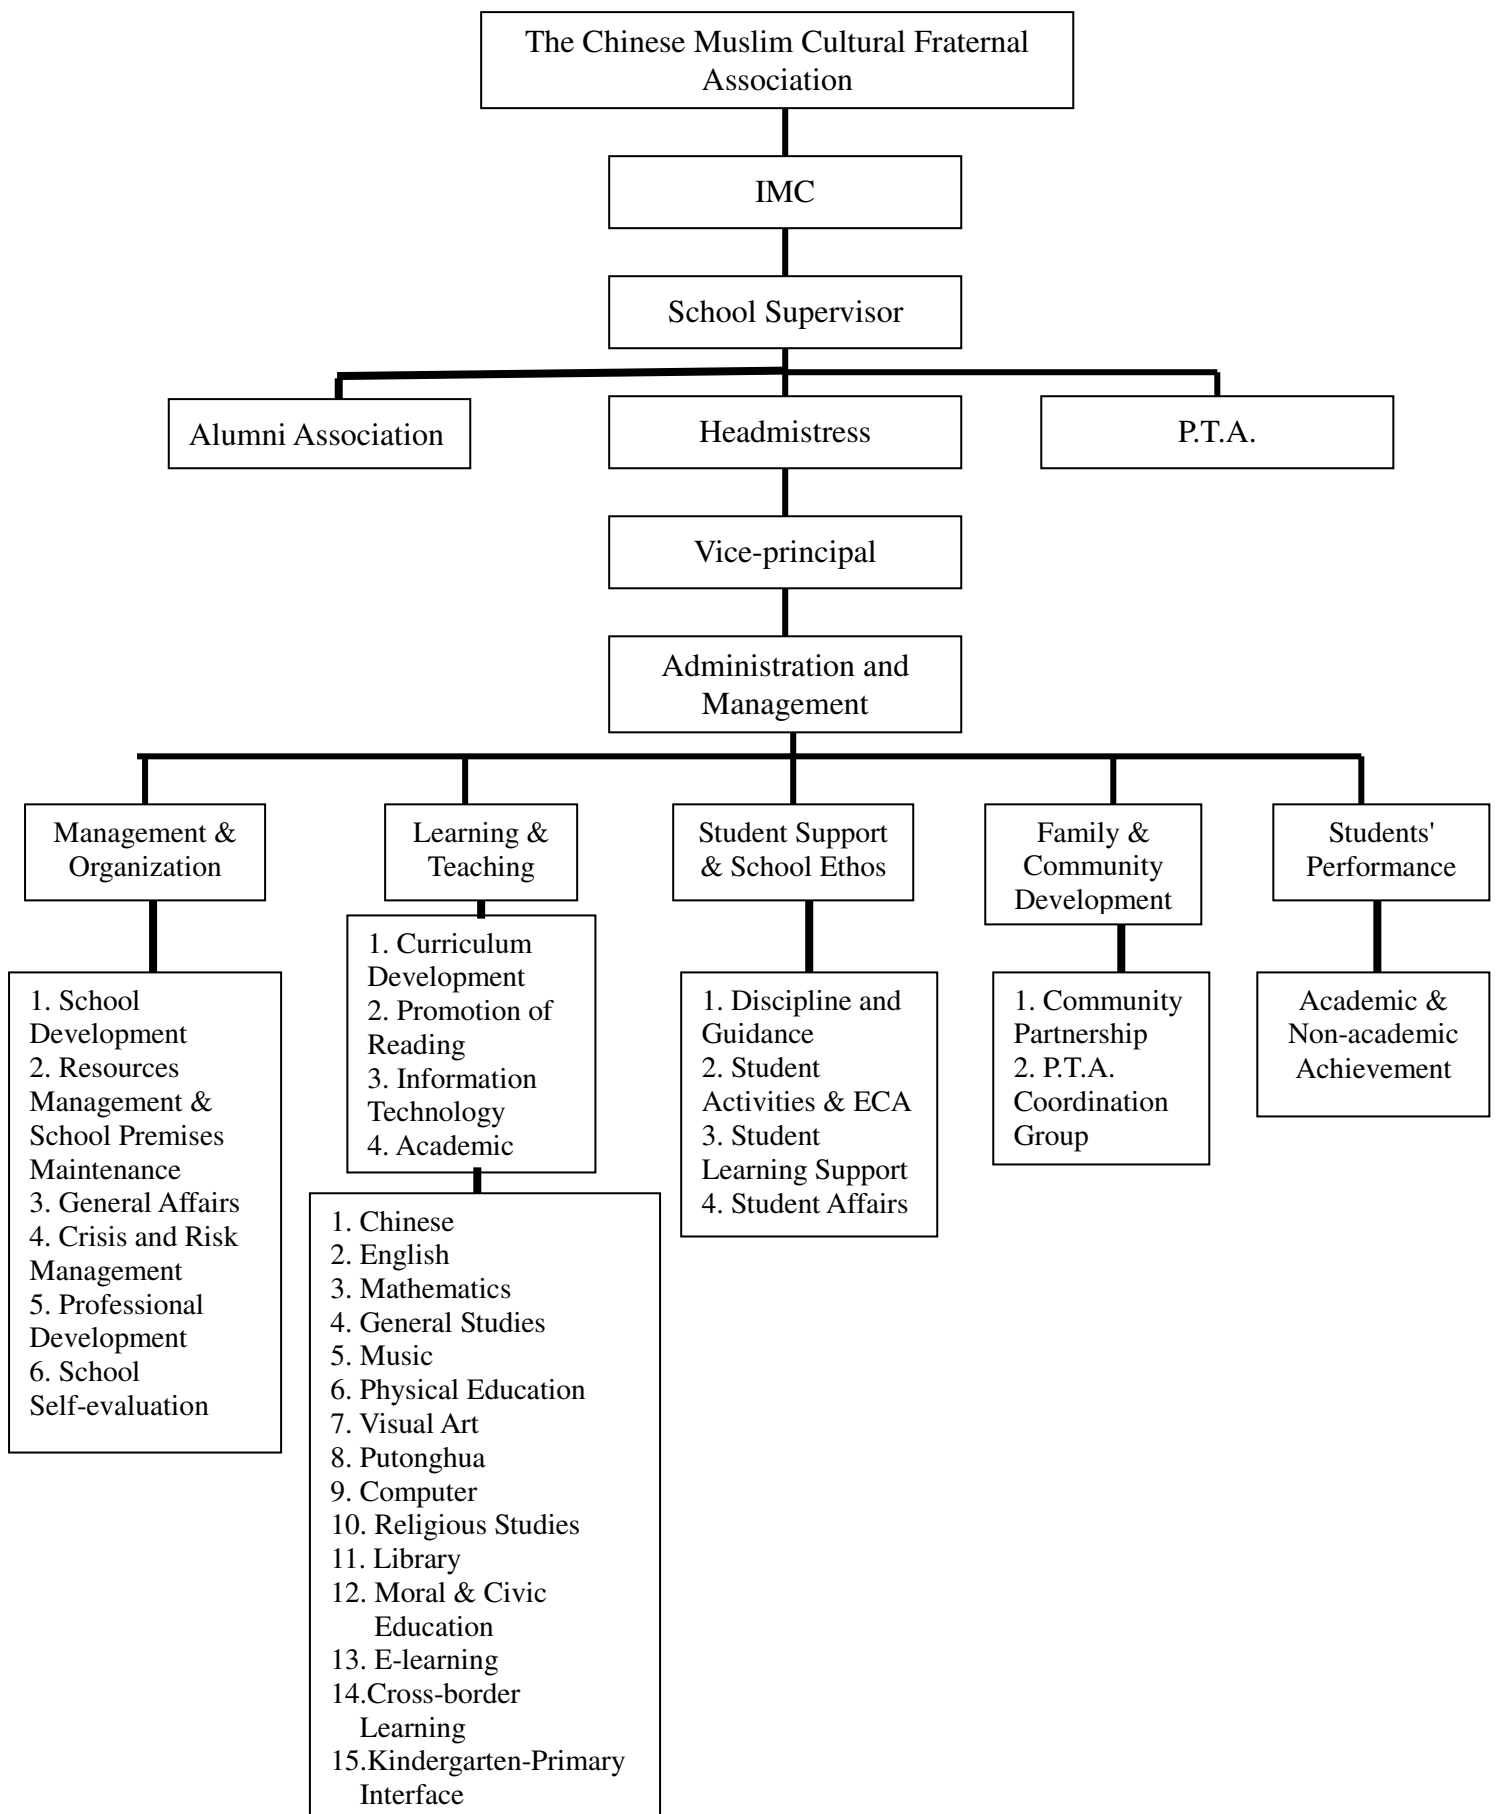 The Chinese Muslim Cultural Fraternal
Association
IMC
School Supervisor
Alumni Association
Headmistress
P.T.A.
Vice-principal
Administration and
Management
Management &
Organization
Learning &
Teaching
Student Support
& School Ethos
Family &
Community
Development
Students'
Performance
1. School
Development
2. Resources
Management &
School Premises
Maintenance
3. General Affairs
4. Crisis and Risk
Management
5. Professional
Development
6. School
Self-evaluation
1. Curriculum
Development
2. Promotion of
Reading
3. Information
Technology
4. Academic
1. Chinese
2. English
3. Mathematics
4. General Studies
5. Music
6. Physical Education
7. Visual Art
8. Putonghua
9. Computer
10. Religious Studies
11. Library
12. Moral & Civic
Education
13. E-learning
14.Cross-border
Learning
15.Kindergarten-Primary
Interface
1. Discipline and
Guidance
2. Student
Activities & ECA
3. Student
Learning Support
4. Student Affairs
1. Community
Partnership
2. P.T.A.
Coordination
Group
Academic &
Non-academic
Achievement